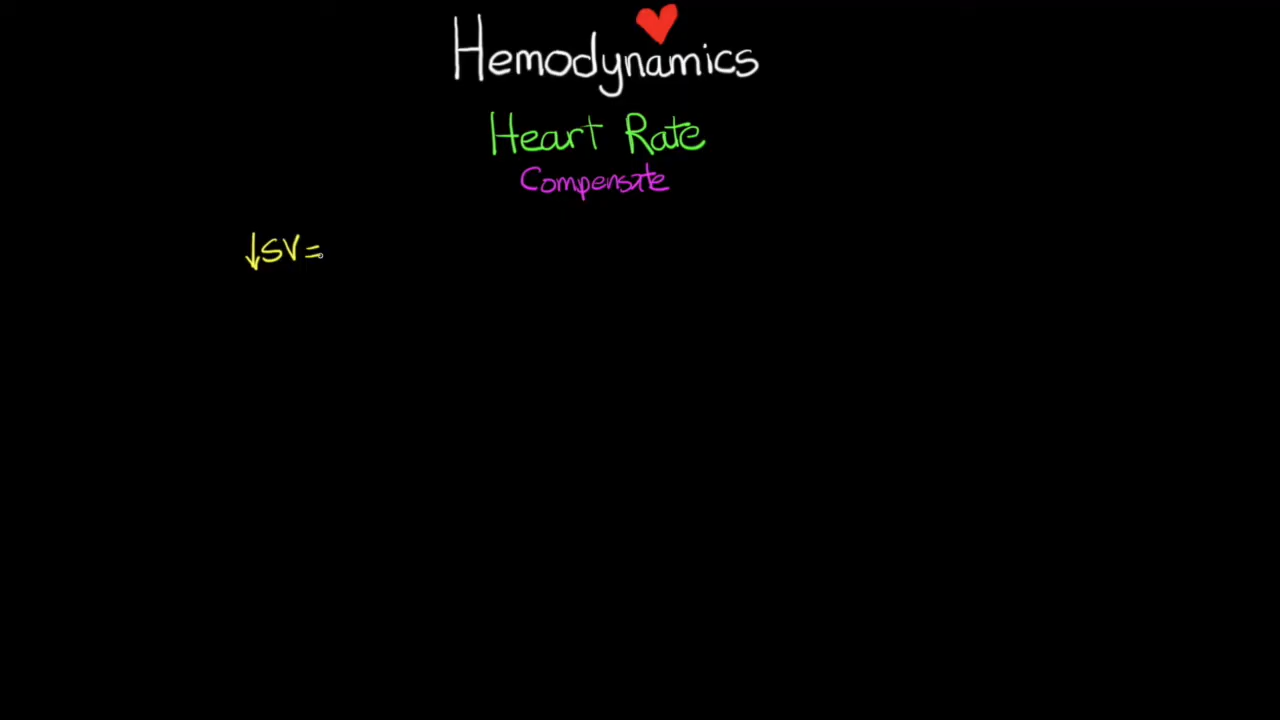 Hemodynamics
Heart Rate
Compensate
↓SV=